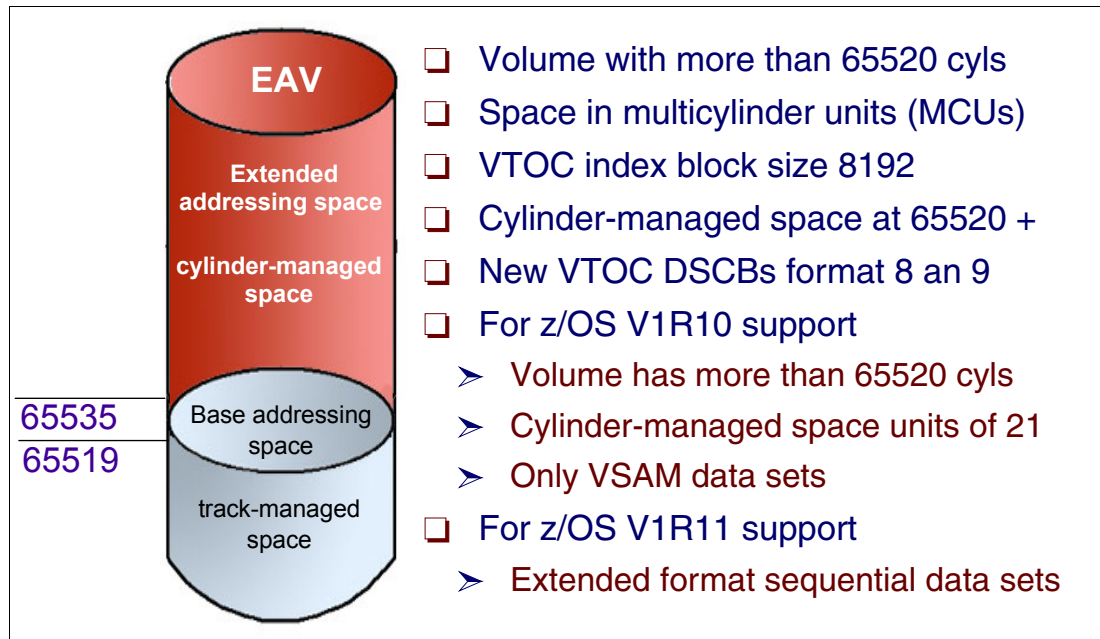 EAV
Extended
addressing space
cylinder-managed
space
65535
65519
Base addressing
space
track-managed
space
❑ Volume with more than 65520 cyls
❑ Space in multicylinder units (MCUs)
❑ VTOC index block size 8192
❑ Cylinder-managed space at 65520 +
❑ New VTOC DSCBs format 8 an 9
❑ For z/OS V1R10 support
➢ Volume has more than 65520 cyls
➢ Cylinder-managed space units of 21
➢ Only VSAM data sets
❑ For z/OS V1R11 support
➢ Extended format sequential data sets